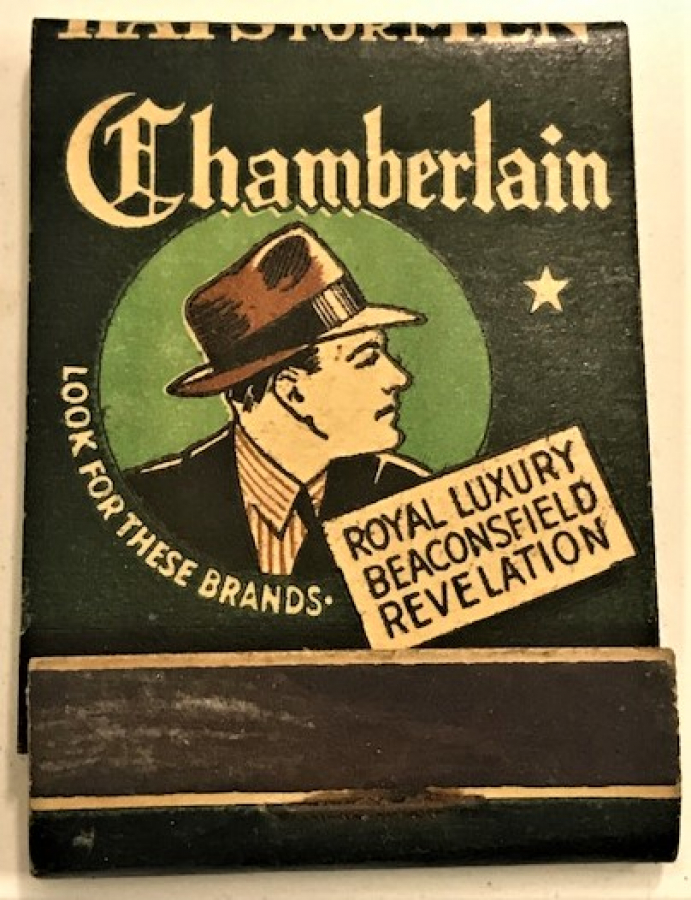 HATS FOR MEN
Chamberlain
LOOK FOR THESE BRANDS.
ROYAL LUXURY
BEACONSFIELD
REVELATION